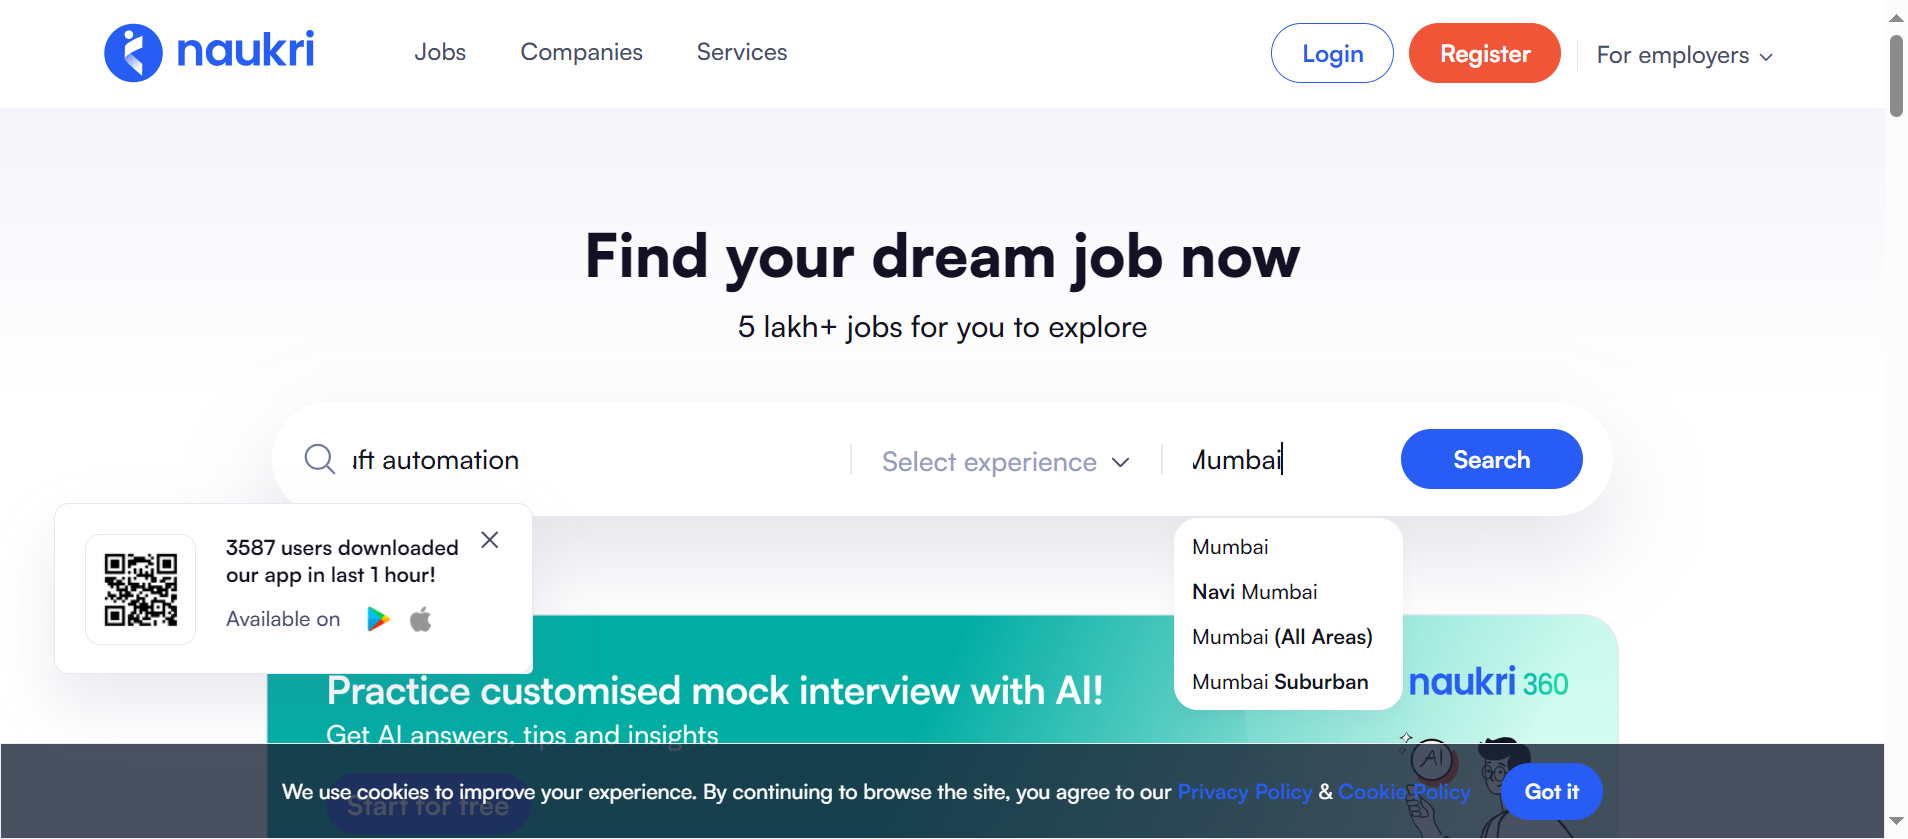 naukri
Jobs
Companies
Services
Login
Register
For employers
Find your dream job now
5 lakh+ jobs for you to explore
uft automation
Select experience
Mumbai
Search
Mumbai
Navi Mumbai
Mumbai (All Areas)
Mumbai Suburban
3587 users downloaded
our app in last 1 hour!
Available on
Practice customised mock interview with AI!
Get AI answers, tips and insights
Start for free
naukri 360
AI
We use cookies to improve your experience. By continuing to browse the site, you agree to our Privacy Policy & Cookie Policy
Got it